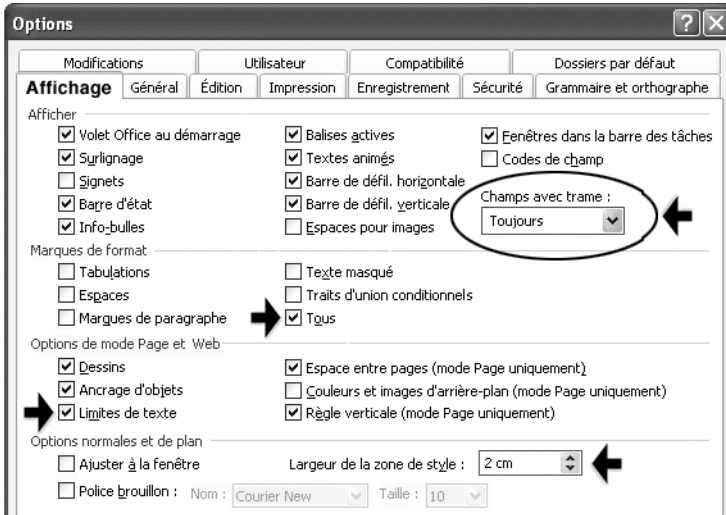 Options
Modifications Utilisateur Compatibilité Dossiers par défaut
Affichage Général Édition Impression Enregistrement Sécurité Grammaire et orthographe
Afficher
Volet Office au démarrage Balises actives Fenêtres dans la barre des tâches
Surlignage Textes animés Codes de champ
Signets Barre de défil. horizontale
Barre d'état Barre de défil. verticale Champs avec trame :
Info-bulles Espaces pour images Toujours
Marques de format
Tabulations Texte masqué
Espaces Traits d'union conditionnels
Marques de paragraphe Tous
Options de mode Page et Web
Dessins Espace entre pages (mode Page uniquement)
Ancrage d'objets Couleurs et images d'arrière-plan (mode Page uniquement)
Limites de texte Règle verticale (mode Page uniquement)
Options normales et de plan
Ajuster à la fenêtre Largeur de la zone de style : 2 cm
Police brouillon : Nom : Courier New Taille : 10